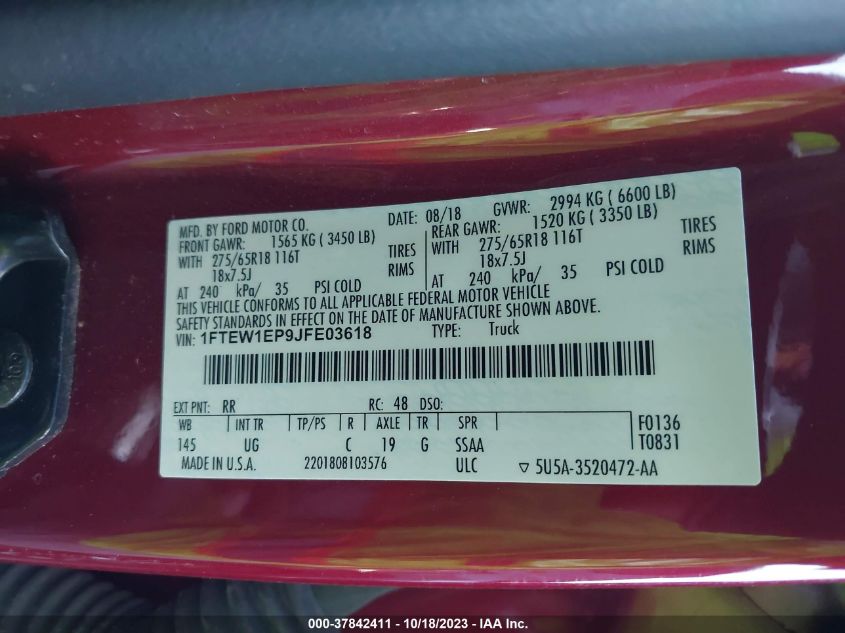 MFD. BY FORD MOTOR CO. DATE: 08/18 GVWR: 2994 KG ( 6600 LB)
FRONT GAWR: 1565 KG ( 3450 LB) REAR GAWR: 1520 KG ( 3350 LB)
WITH 275/65R18 116T TIRES WITH 275/65R18 116T TIRES
18x7.5J RIMS 18x7.5J RIMS
AT 240 kPa/ 35 PSI COLD AT 240 kPa/ 35 PSI COLD
THIS VEHICLE CONFORMS TO ALL APPLICABLE FEDERAL MOTOR VEHICLE
SAFETY STANDARDS IN EFFECT ON THE DATE OF MANUFACTURE SHOWN ABOVE.
VIN: 1FTEW1EP9JFE03618 TYPE: Truck
EXT PNT: RR RC: 48 DSO:
WB INT TR TP/PS R AXLE TR SPR F0136
145 UG C 19 G SSAA T0831
MADE IN U.S.A. 2201808103576 ULC ▽ 5U5A-3520472-AA
000-37842411 - 10/18/2023 - IAA, Inc.